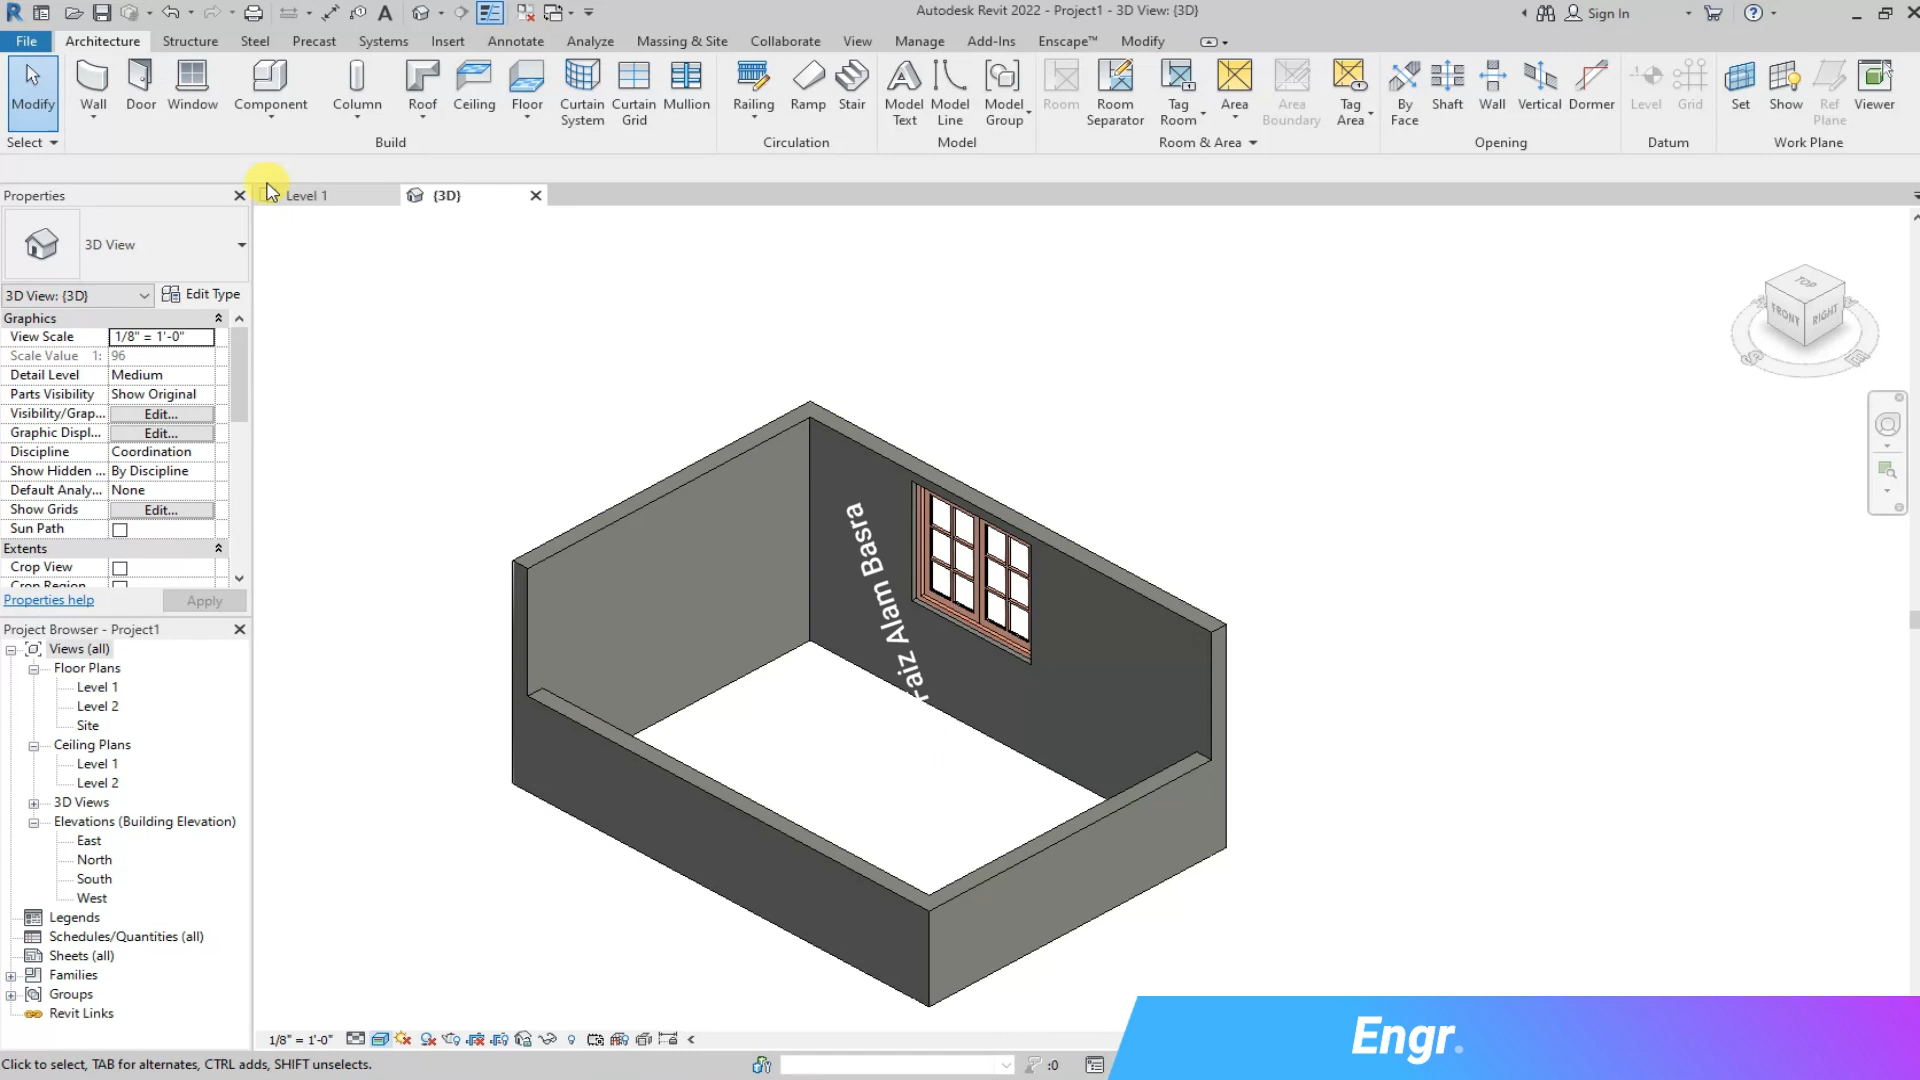 Autodesk Revit 2022 - Project1 - 3D View: {3D}
Sign In
File Architecture Structure Steel Precast Systems Insert Annotate Analyze Massing & Site Collaborate View Manage Add-Ins Enscape™ Modify
Modify Wall Door Window Component Column Roof Ceiling Floor Curtain System Curtain Grid Mullion Railing Ramp Stair Model Text Model Line Model Group Room Room Separator Tag Room Area Area Boundary Tag Area By Face Shaft Wall Vertical Dormer Level Grid Set Show Ref Plane Viewer
Select Build Circulation Model Room & Area Opening Datum Work Plane
Properties
Level 1
{3D}
3D View
3D View: {3D}
Edit Type
Graphics
View Scale 1/8" = 1'-0"
Scale Value 1: 96
Detail Level Medium
Parts Visibility Show Original
Visibility/Grap... Edit...
Graphic Displ... Edit...
Discipline Coordination
Show Hidden ... By Discipline
Default Analy... None
Show Grids Edit...
Sun Path
Extents
Crop View
Crop Region
Properties help Apply
Project Browser - Project1
Views (all)
Floor Plans
Level 1
Level 2
Site
Ceiling Plans
Level 1
Level 2
3D Views
Elevations (Building Elevation)
East
North
South
West
Legends
Schedules/Quantities (all)
Sheets (all)
Families
Groups
Revit Links
TOP
FRONT
RIGHT
S
E
Faiz Alam Basra
1/8" = 1'-0"
Click to select, TAB for alternates, CTRL adds, SHIFT unselects.
:0
Engr.